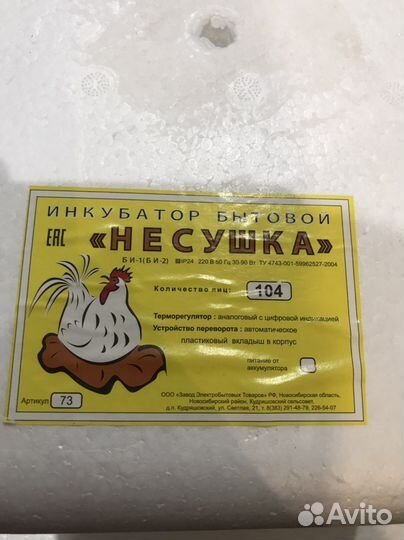 ИНКУБАТОР БЫТОВОЙ
ЕАС «НЕСУШКА»
БИ-1(БИ-2) IP24 220 В 50 Гц 30-90 Вт ТУ 4743-001-59962527-2004
Количество яиц: 104
Терморегулятор : аналоговый с цифровой индикацией
Устройство переворота : автоматическое
пластиковый вкладыш в корпус
питание от
аккумулятора
Артикул 73
ООО «Завод ЭлектроБытовых Товаров» РФ, Новосибирская область,
Новосибирский район, Кудряшовский сельсовет,
д.п. Кудряшовский, ул. Светлая, 21, т. 8(383) 291-48-79, 226-54-07
Avito